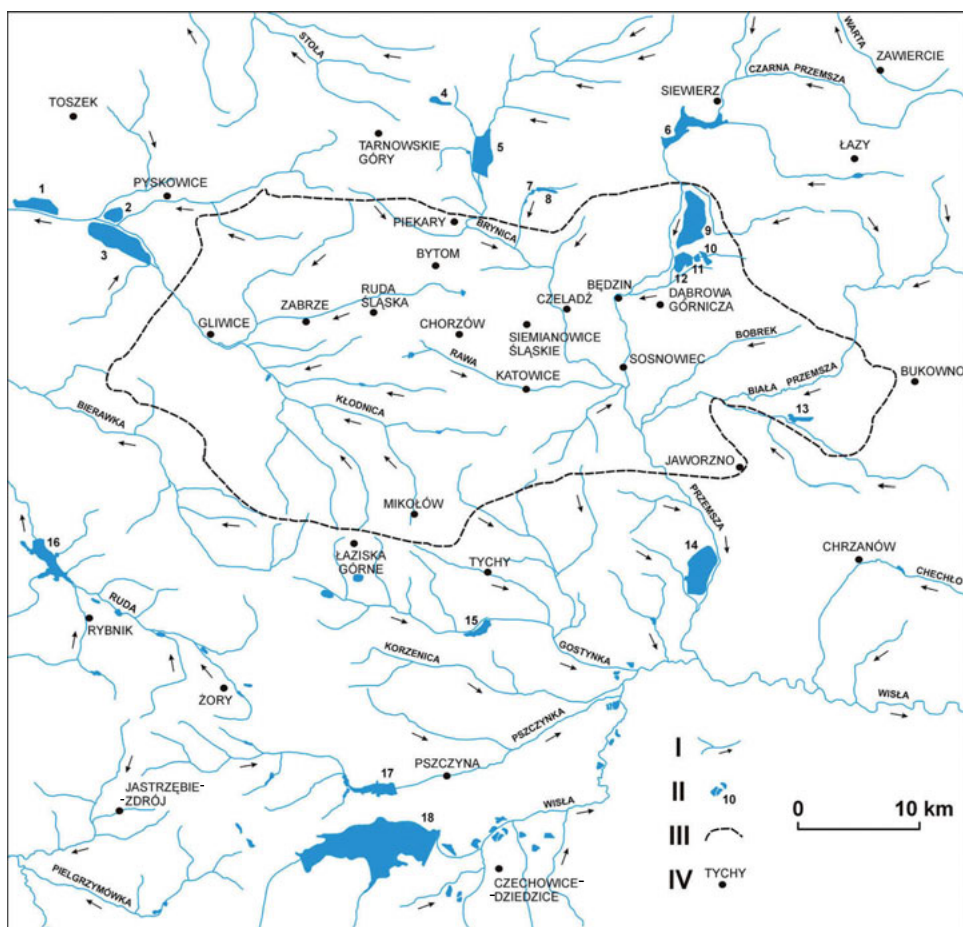 STOŁA
WARTA
ZAWIERCIE
CZARNA PRZEMSZA
SIEWIERZ
TOSZEK
4
5
6
TARNOWSKIE
GÓRY
ŁAZY
1
2
3
PYSKOWICE
7
8
PIEKARY
BRYNICA
9
10
11
12
BYTOM
BĘDZIN
DĄBROWA
GÓRNICZA
RUDA
ŚLĄSKA
ZABRZE
CZELADŹ
GLIWICE
CHORZÓW
SIEMIANOWICE
ŚLĄSKIE
BOBREK
SOSNOWIEC
RAWA
KATOWICE
BUKOWNO
BIAŁA PRZEMSZA
13
BIERAWKA
KŁODNICA
JAWORZNO
MIKOŁÓW
PRZEMSZA
16
ŁAZISKA
GÓRNE
TYCHY
14
CHRZANÓW
CHECHŁO
RUDA
RYBNIK
15
KORZENICA
GOSTYNKA
ŻORY
WISŁA
PSZCZYNKA
PSZCZYNA
17
JASTRZĘBIE-
-ZDRÓJ
18
WISŁA
PIELGRZYMÓWKA
CZECHOWICE-
-DZIEDZICE
I
II
10
III
IV TYCHY
0 10 km